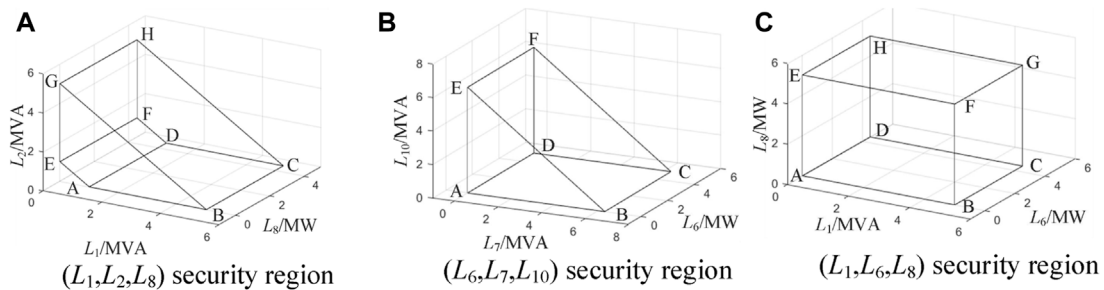 A
H
G
F
E
D
A
C
B
6
4
2
0
L2/MVA
0
2
4
6
L1/MVA
0
2
4
L8/MW
(L1,L2,L8) security region
B
F
E
D
A
C
B
8
6
4
2
0
L10/MVA
0
2
4
6
8
L7/MVA
0
2
4
6
L6/MW
(L6,L7,L10) security region
C
H
G
E
F
D
A
C
B
6
4
2
0
L8/MW
0
2
4
6
L1/MVA
0
2
4
6
L6/MW
(L1,L6,L8) security region